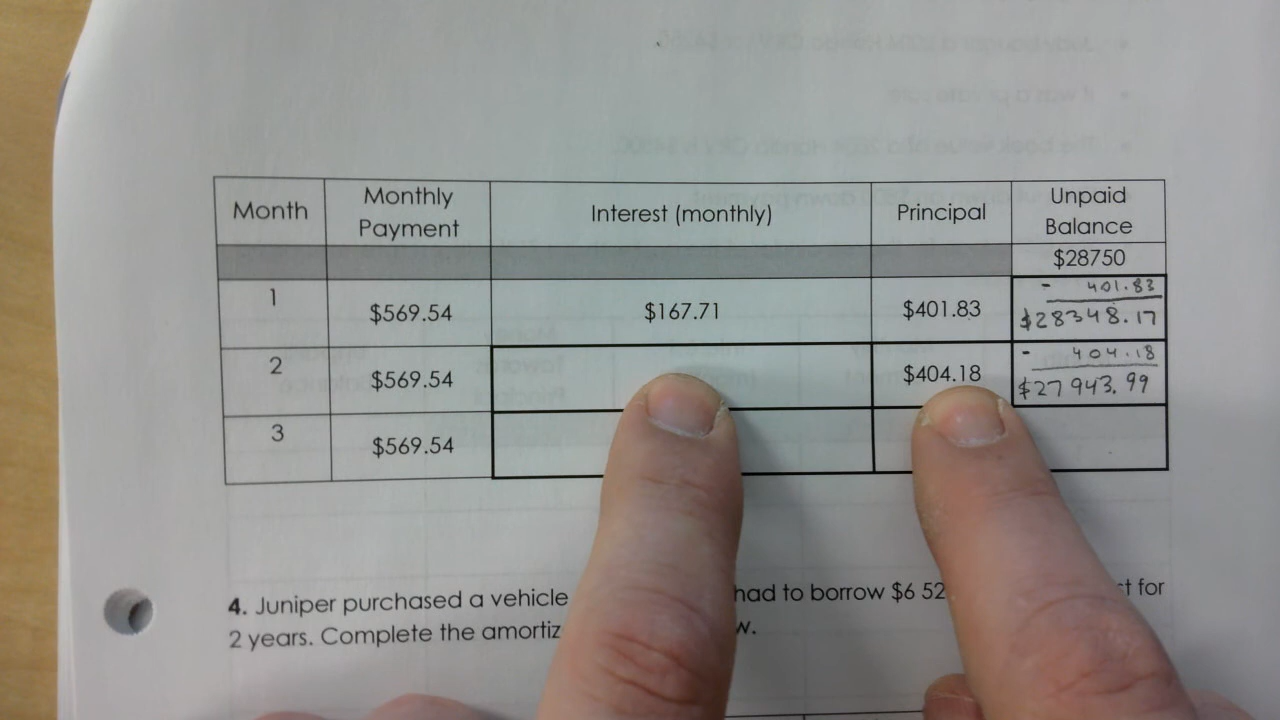 Month Monthly Payment Interest (monthly) Principal Unpaid Balance
$28750
1 $569.54 $167.71 $401.83 - 401.83
$28348.17
2 $569.54 $404.18 - 404.18
$27943.99
3 $569.54
4. Juniper purchased a vehicle had to borrow $6 52 for
2 years. Complete the amortiz